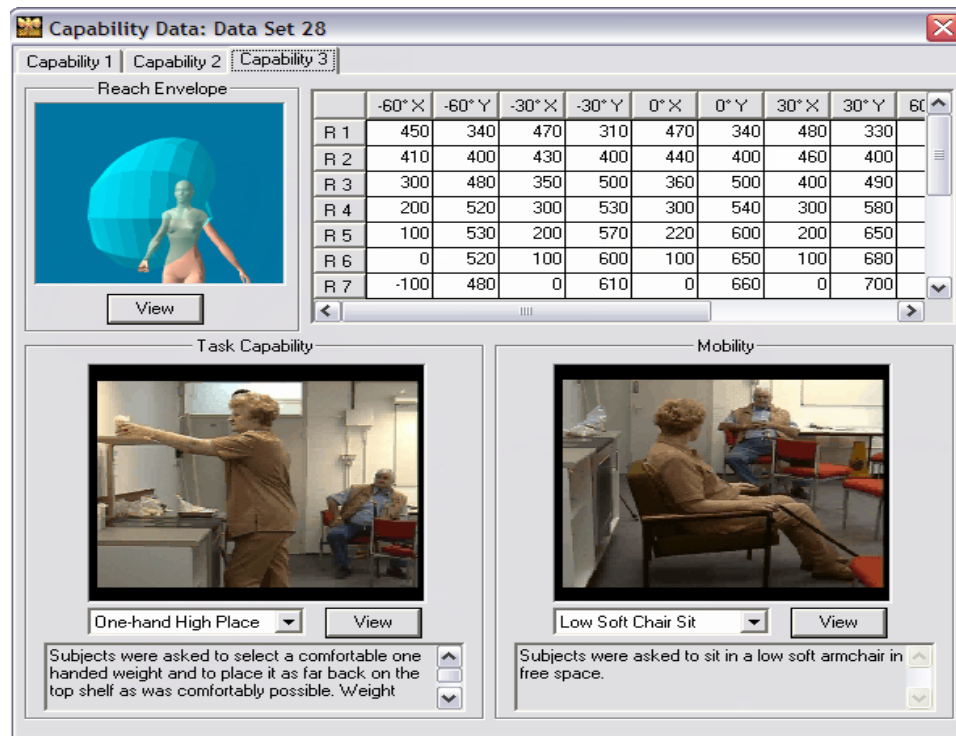 Capability Data: Data Set 28
Capability 1 Capability 2 Capability 3
Reach Envelope
-60° X -60° Y -30° X -30° Y 0° X 0° Y 30° X 30° Y 60
R 1 450 340 470 310 470 340 480 330
R 2 410 400 430 400 440 400 460 400
R 3 300 480 350 500 360 500 400 490
R 4 200 520 300 530 300 540 300 580
R 5 100 530 200 570 220 600 200 650
R 6 0 520 100 600 100 650 100 680
R 7 -100 480 0 610 0 660 0 700
View
Task Capability
One-hand High Place View
Subjects were asked to select a comfortable one
handed weight and to place it as far back on the
top shelf as was comfortably possible. Weight
Mobility
Low Soft Chair Sit View
Subjects were asked to sit in a low soft armchair in
free space.